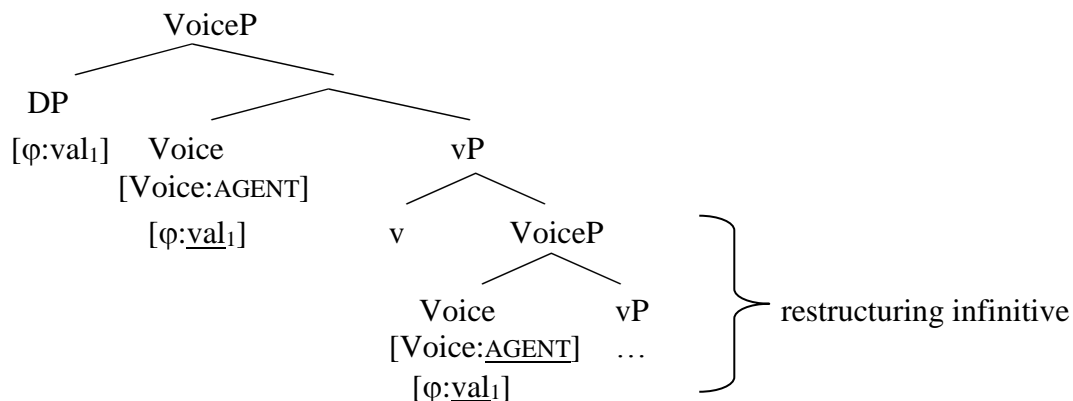 VoiceP
DP
[φ:val₁] Voice vP
[Voice:AGENT]
[φ:val₁] v VoiceP
Voice vP restructuring infinitive
[Voice:AGENT] …
[φ:val₁]